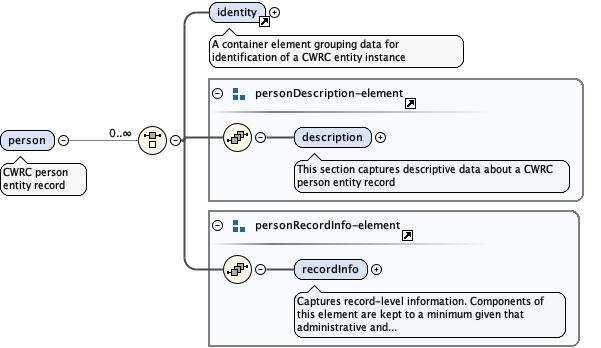 identity
A container element grouping data for
identification of a CWRC entity instance
personDescription-element
person
0..∞
description
CWRC person
entity record
This section captures descriptive data about a CWRC
person entity record
personRecordInfo-element
recordInfo
Captures record-level information. Components of
this element are kept to a minimum given that
administrative and...